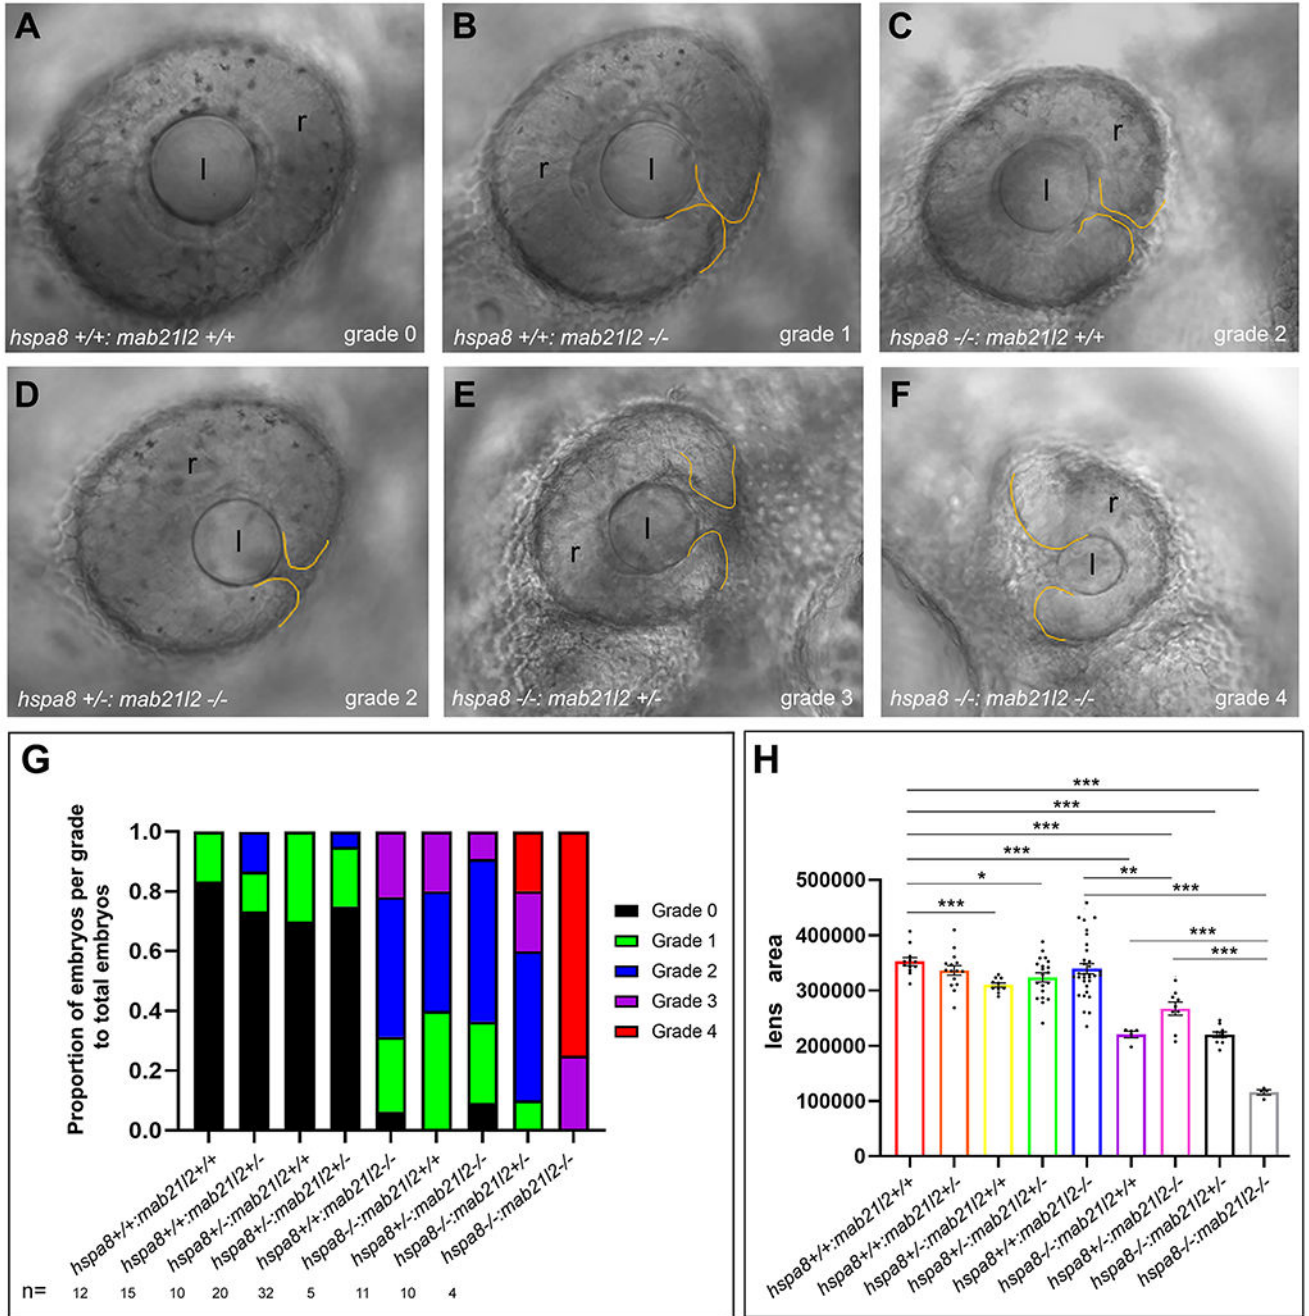 A
r
l
hspa8 +/+: mab21l2 +/+ grade 0
B
r
l
hspa8 +/+: mab21l2 -/- grade 1
C
r
l
hspa8 -/-: mab21l2 +/+ grade 2
D
r
l
hspa8 +/-: mab21l2 -/- grade 2
E
l
r
hspa8 -/-: mab21l2 +/- grade 3
F
r
l
hspa8 -/-: mab21l2 -/- grade 4
G
Proportion of embryos per grade
to total embryos
1.0
0.8
0.6
0.4
0.2
0.0
Grade 0
Grade 1
Grade 2
Grade 3
Grade 4
hspa8+/+:mab21l2+/+
hspa8+/+:mab21l2+/-
hspa8+/-:mab21l2+/+
hspa8+/-:mab21l2+/-
hspa8+/+:mab21l2-/-
hspa8-/-:mab21l2+/+
hspa8+/-:mab21l2-/-
hspa8-/-:mab21l2+/-
hspa8-/-:mab21l2-/-
n= 12 15 10 20 32 5 11 10 4
H
***
***
***
***
**
*
***
***
***
***
lens area
500000
400000
300000
200000
100000
0
hspa8+/+:mab21l2+/+
hspa8+/+:mab21l2+/-
hspa8+/-:mab21l2+/+
hspa8+/-:mab21l2+/-
hspa8+/+:mab21l2-/-
hspa8-/-:mab21l2+/+
hspa8+/-:mab21l2-/-
hspa8-/-:mab21l2+/-
hspa8-/-:mab21l2-/-